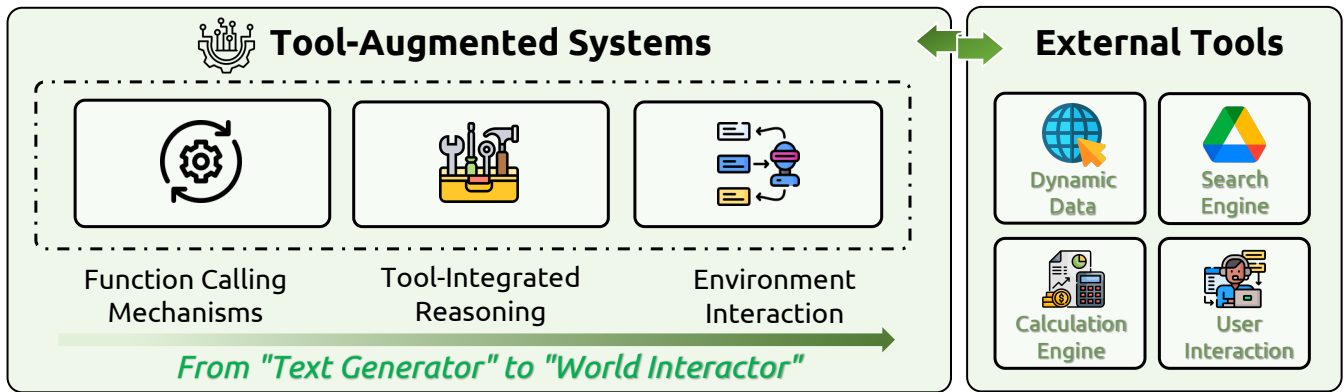 Tool-Augmented Systems
Function Calling
Mechanisms
Tool-Integrated
Reasoning
Environment
Interaction
From "Text Generator" to "World Interactor"
External Tools
Dynamic
Data
Search
Engine
Calculation
Engine
User
Interaction